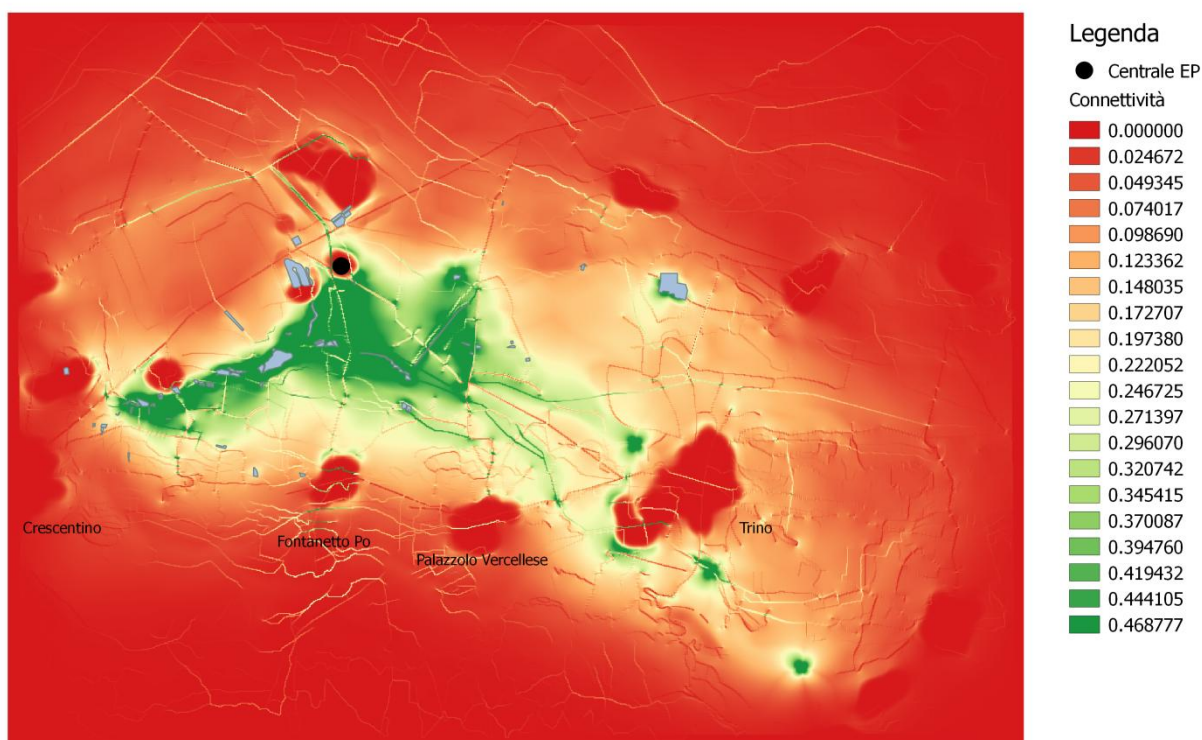 Legenda
Centrale EP
Connettività
0.000000
0.024672
0.049345
0.074017
0.098690
0.123362
0.148035
0.172707
0.197380
0.222052
0.246725
0.271397
0.296070
0.320742
0.345415
0.370087
0.394760
0.419432
0.444105
0.468777
Crescentino
Fontanetto Po
Palazzolo Vercellese
Trino